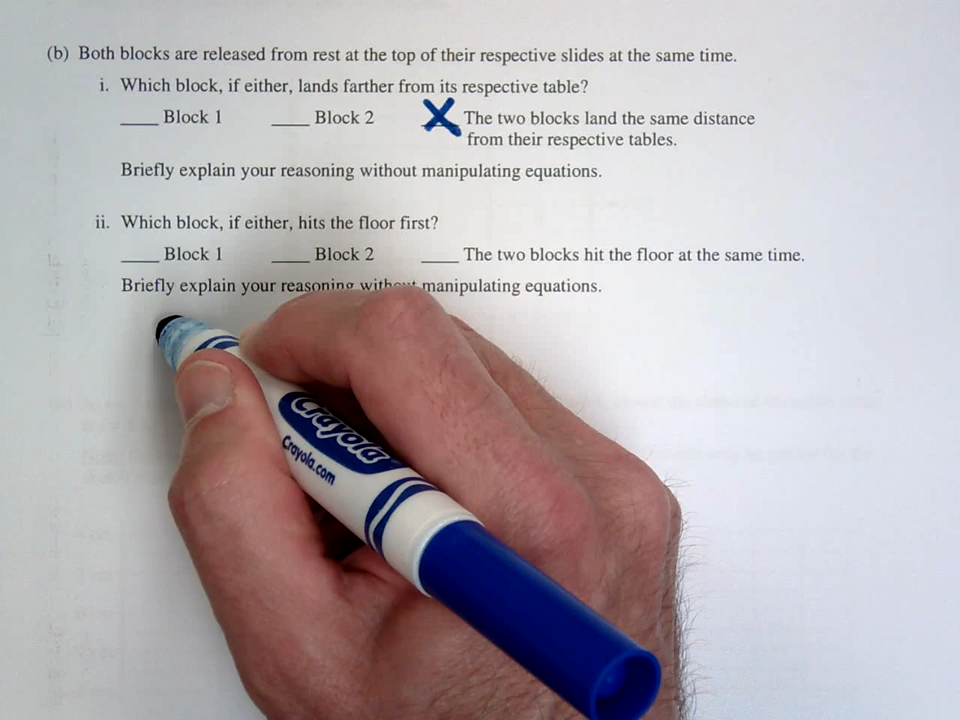 (b) Both blocks are released from rest at the top of their respective slides at the same time.
i. Which block, if either, lands farther from its respective table?
____ Block 1 ____ Block 2 X The two blocks land the same distance
from their respective tables.
Briefly explain your reasoning without manipulating equations.
ii. Which block, if either, hits the floor first?
____ Block 1 ____ Block 2 ____ The two blocks hit the floor at the same time.
Briefly explain your reasoning without manipulating equations.
Crayola
Crayola.com